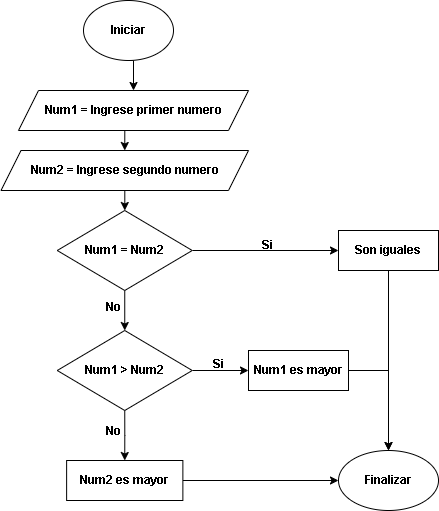 Iniciar
Num1 = Ingrese primer numero
Num2 = Ingrese segundo numero
Num1 = Num2
Si
Son iguales
No
Num1 > Num2
Si
Num1 es mayor
No
Num2 es mayor
Finalizar